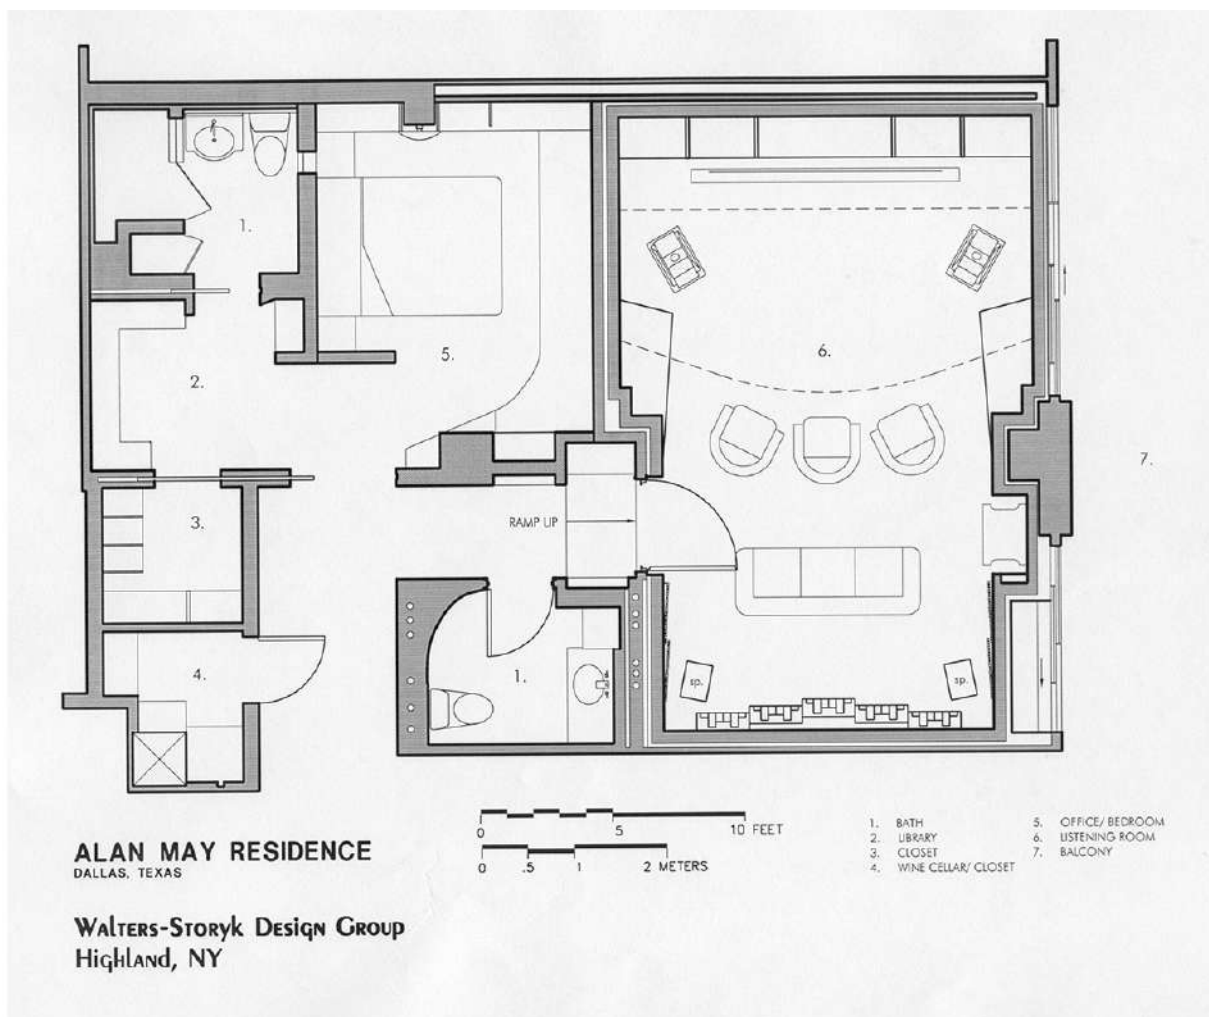 1.
5.
6.
2.
7.
3.
RAMP UP
4.
1.
sp.
sp.
0 5 10 FEET
0 .5 1 2 METERS
ALAN MAY RESIDENCE
DALLAS, TEXAS
Walters-Storyk Design Group
Highland, NY
1. BATH
2. LIBRARY
3. CLOSET
4. WINE CELLAR/ CLOSET
5. OFFICE/ BEDROOM
6. LISTENING ROOM
7. BALCONY